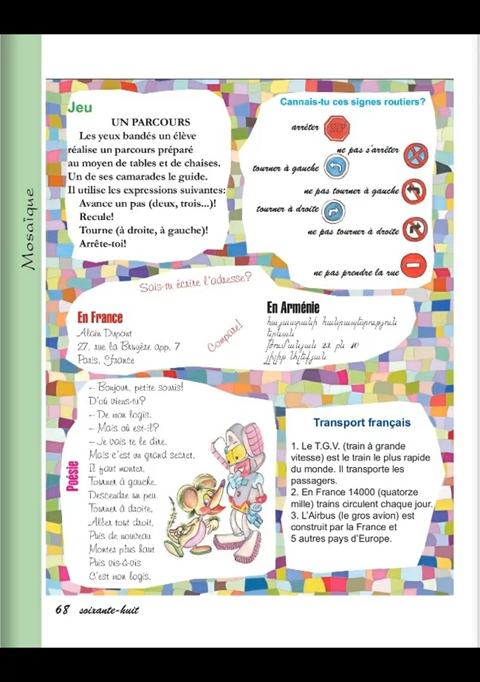 Mosaïque
Jeu
UN PARCOURS
Les yeux bandés un élève
réalise un parcours préparé
au moyen de tables et de chaises.
Un de ses camarades le guide.
Il utilise les expressions suivantes:
Avance un pas (deux, trois...)!
Recule!
Tourne (à droite, à gauche)!
Arrête-toi!
Cannais-tu ces signes routiers?
arrêter
ne pas s'arrêter
tourner à gauche
ne pas tourner à gauche
tourner à droite
ne pas tourner à droite
ne pas prendre la rue
Sais-tu écrire l'adresse?
En France
Alain Dupont
27, rue la Bruyère app. 7
Paris, France
Compare!
En Arménie
Հայաստանի Հանրապետություն
Երևան
Թումանյան 23, բն. 10
Poésie
– Bonjour, petite souris!
D'où viens-tu?
– De mon logis.
– Mais où est-il?
– Je vais te le dire.
Mais c'est un grand secret.
Il faut monter.
Tourner à gauche.
Descendre un peu.
Tourner à droite,
Aller tout droit,
Puis de nouveau
Montez plus haut
Puis vis-à-vis
C'est mon logis.
Transport français
1. Le T.G.V. (train à grande
vitesse) est le train le plus rapide
du monde. Il transporte les
passagers.
2. En France 14000 (quatorze
mille) trains circulent chaque jour.
3. L'Airbus (le gros avion) est
construit par la France et
5 autres pays d'Europe.
68 soixante-huit